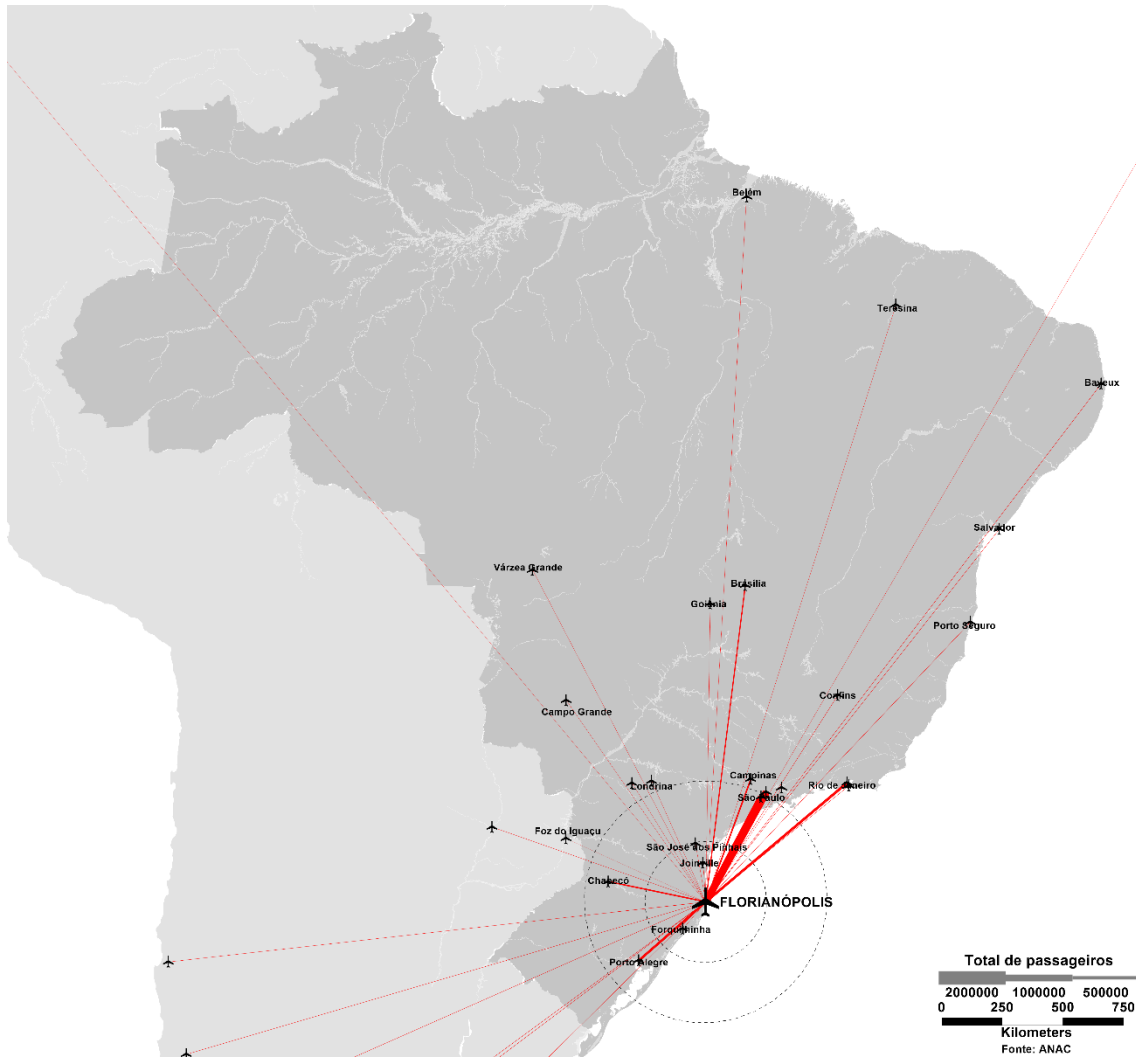 Belém
Teresina
Bayeux
Salvador
Várzea Grande
Brasília
Goiânia
Porto Seguro
Confins
Campo Grande
Campinas
Londrina
Rio de Janeiro
São Paulo
Foz do Iguaçu
São José dos Pinhais
Joinville
Chapecó
FLORIANÓPOLIS
Forquilhinha
Porto Alegre
Total de passageiros
2000000 1000000 500000
0 250 500 750
Kilometers
Fonte: ANAC